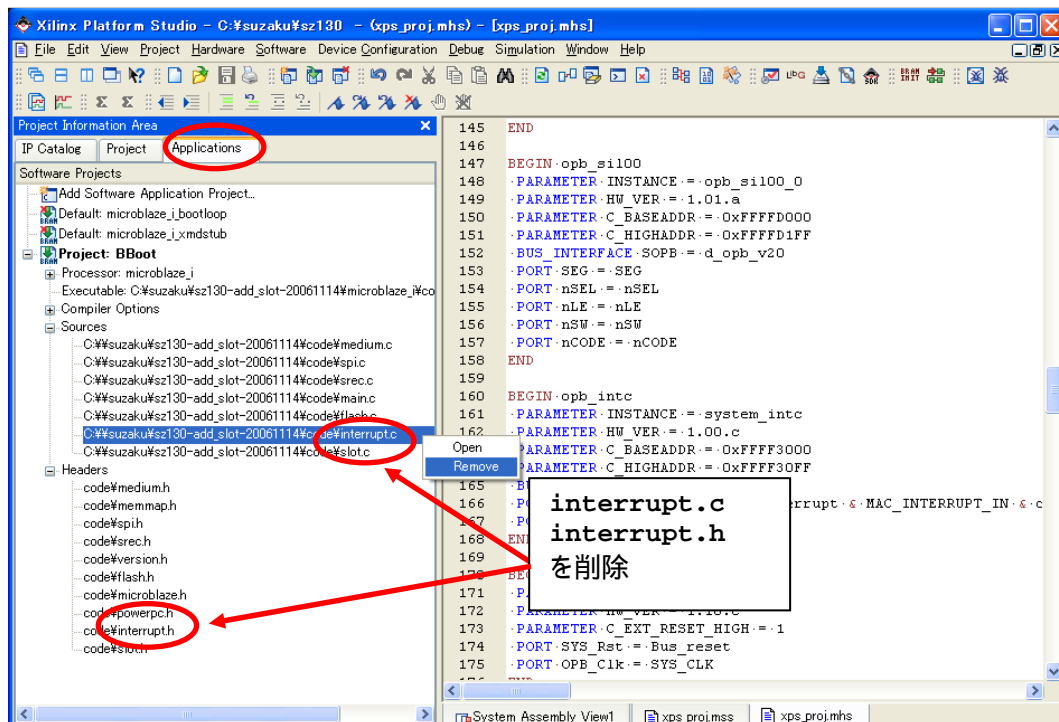 Xilinx Platform Studio - C:¥suzaku¥sz130 - (xps_proj.mhs) - [xps_proj.mhs]
File Edit View Project Hardware Software Device Configuration Debug Simulation Window Help
Project Information Area
IP Catalog Project Applications
Software Projects
Add Software Application Project...
Default: microblaze_i_bootloop
Default: microblaze_i_xmdstub
Project: BBoot
Processor: microblaze_i
Executable: C:¥suzaku¥sz130-add_slot-20061114¥microblaze_i¥co
Compiler Options
Sources
C:¥¥suzaku¥sz130-add_slot-20061114¥code¥medium.c
C:¥¥suzaku¥sz130-add_slot-20061114¥code¥spi.c
C:¥¥suzaku¥sz130-add_slot-20061114¥code¥srec.c
C:¥¥suzaku¥sz130-add_slot-20061114¥code¥main.c
C:¥¥suzaku¥sz130-add_slot-20061114¥code¥flash.c
C:¥¥suzaku¥sz130-add_slot-20061114¥code¥interrupt.c
C:¥¥suzaku¥sz130-add_slot-20061114¥code¥slot.c
Headers
code¥medium.h
code¥memmap.h
code¥spi.h
code¥srec.h
code¥version.h
code¥flash.h
code¥microblaze.h
code¥powerpc.h
code¥interrupt.h
code¥slot.h
Open
Remove
interrupt.c
interrupt.h
を削除
145 END
146
147 BEGIN·opb_sil00
148 ·PARAMETER·INSTANCE·=·opb_sil00_0
149 ·PARAMETER·HW_VER·=·1.01.a
150 ·PARAMETER·C_BASEADDR·=·0xFFFFD000
151 ·PARAMETER·C_HIGHADDR·=·0xFFFFD1FF
152 ·BUS_INTERFACE·SOPB·=·d_opb_v20
153 ·PORT·SEG·=·SEG
154 ·PORT·nSEL·=·nSEL
155 ·PORT·nLE·=·nLE
156 ·PORT·nSW·=·nSW
157 ·PORT·nCODE·=·nCODE
158 END
159
160 BEGIN·opb_intc
161 ·PARAMETER·INSTANCE·=·system_intc
162 ·PARAMETER·HW_VER·=·1.00.c
PARAMETER·C_BASEADDR·=·0xFFFF3000
PARAMETER·C_HIGHADDR·=·0xFFFF30FF
165
166 errupt·&·MAC_INTERRUPT_IN·&·c
167
168
169
170
171
172
173 ·PARAMETER·C_EXT_RESET_HIGH·=·1
174 ·PORT·SYS_Rst·=·Bus_reset
175 ·PORT·OPB_Clk·=·SYS_CLK
System Assembly View1 xps_proj.mss xps_proj.mhs